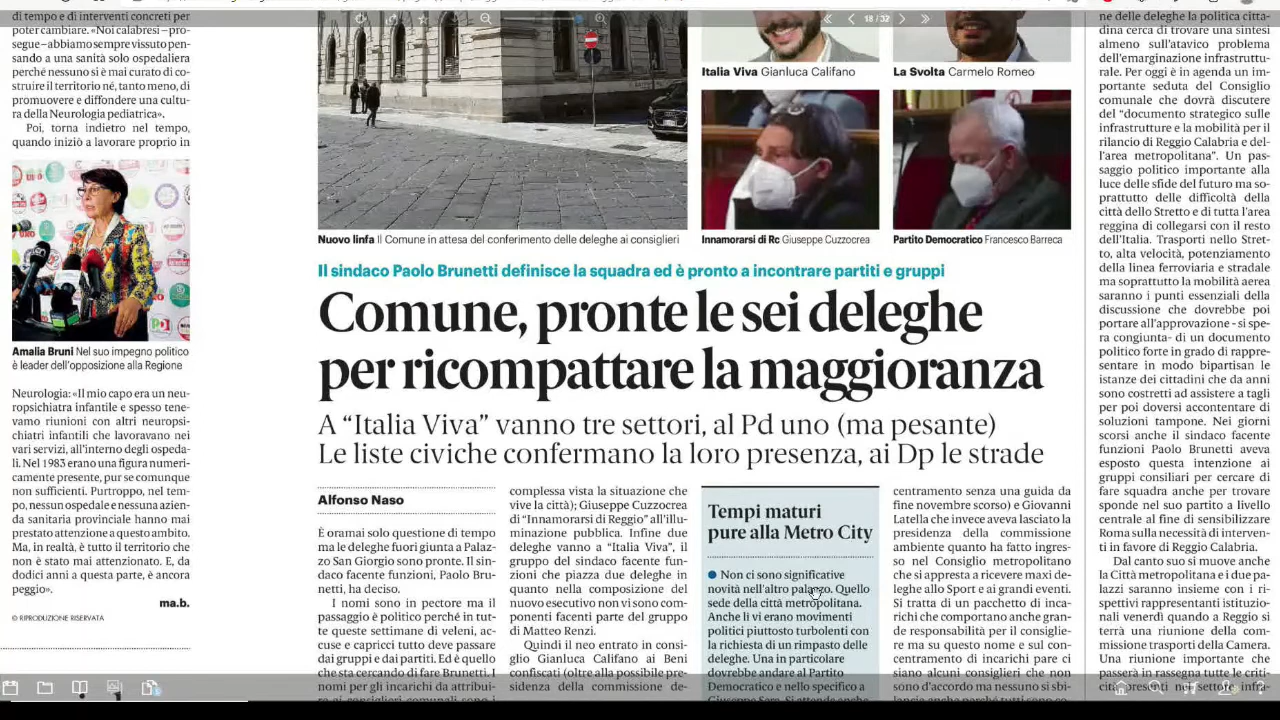 18 / 32
di tempo e di interventi concreti per
poter cambiare. «Noi calabresi – pro-
segue – abbiamo sempre vissuto pen-
sando a una sanità solo ospedaliera
perché nessuno si è mai curato di co-
struire il territorio né, tanto meno, di
promuovere e diffondere una cultu-
ra della Neurologia pediatrica».
Poi, torna indietro nel tempo,
quando iniziò a lavorare proprio in
Amalia Bruni Nel suo impegno politico
è leader dell'opposizione alla Regione
Neurologia: «Il mio capo era un neu-
ropsichiatra infantile e spesso tene-
vamo riunioni con altri neuropsi-
chiatri infantili che lavoravano nei
vari servizi, all'interno degli ospeda-
li. Nel 1983 erano una figura numeri-
camente presente, pur se comunque
non sufficienti. Purtroppo, nel tem-
po, nessun ospedale e nessuna azien-
da sanitaria provinciale hanno mai
prestato attenzione a questo ambito.
Ma, in realtà, è tutto il territorio che
non è stato mai attenzionato. E, da
dodici anni a questa parte, è ancora
peggio».
ma.b.
© RIPRODUZIONE RISERVATA
Nuovo linfa Il Comune in attesa del conferimento delle deleghe ai consiglieri
Italia Viva Gianluca Califano
La Svolta Carmelo Romeo
Innamorarsi di Rc Giuseppe Cuzzocrea
Partito Democratico Francesco Barreca
Il sindaco Paolo Brunetti definisce la squadra ed è pronto a incontrare partiti e gruppi
Comune, pronte le sei deleghe
per ricompattare la maggioranza
A “Italia Viva” vanno tre settori, al Pd uno (ma pesante)
Le liste civiche confermano la loro presenza, ai Dp le strade
Alfonso Naso
È oramai solo questione di tempo
ma le deleghe fuori giunta a Palaz-
zo San Giorgio sono pronte. Il sin-
daco facente funzioni, Paolo Bru-
netti, ha deciso.
I nomi sono in pectore ma il
passaggio è politico perché in tut-
te queste settimane di veleni, ac-
cuse e capricci tutto deve passare
dai gruppi e dai partiti. Ed è quello
che sta cercando di fare Brunetti. I
nomi per gli incarichi da attribui-
complessa vista la situazione che
vive la città); Giuseppe Cuzzocrea
di “Innamorarsi di Reggio” all'illu-
minazione pubblica. Infine due
deleghe vanno a “Italia Viva”, il
gruppo del sindaco facente fun-
zioni che piazza due deleghe in
quanto nella composizione del
nuovo esecutivo non vi sono com-
ponenti facenti parte del gruppo
di Matteo Renzi.
Quindi il neo entrato in consi-
glio Gianluca Califano ai Beni
confiscati (oltre alla possibile pre-
sidenza della commissione de-
Tempi maturi
pure alla Metro City
● Non ci sono significative
novità nell'altro palazzo. Quello
sede della città metropolitana.
Anche lì vi erano movimenti
politici piuttosto turbolenti con
la richiesta di un rimpasto delle
deleghe. Una in particolare
dovrebbe andare al Partito
Democratico e nello specifico a
centramento senza una guida da
fine novembre scorso) e Giovanni
Latella che invece aveva lasciato la
presidenza della commissione
ambiente quanto ha fatto ingres-
so nel Consiglio metropolitano
che si appresta a ricevere maxi de-
leghe allo Sport e ai grandi eventi.
Si tratta di un pacchetto di inca-
richi che comportano anche gran-
de responsabilità per il consiglie-
re ma su questo nome e sul con-
centramento di incarichi pare ci
siano alcuni consiglieri che non
sono d'accordo ma nessuno si sbi-
ne delle deleghe la politica citta-
dina cerca di trovare una sintesi
almeno sull'atavico problema
dell'emarginazione infrastruttu-
rale. Per oggi è in agenda un im-
portante seduta del Consiglio
comunale che dovrà discutere
del “documento strategico sulle
infrastrutture e la mobilità per il
rilancio di Reggio Calabria e del-
l'area metropolitana”. Un pas-
saggio politico importante alla
luce delle sfide del futuro ma so-
prattutto delle difficoltà della
città dello Stretto e di tutta l'area
reggina di collegarsi con il resto
dell'Italia. Trasporti nello Stret-
to, alta velocità, potenziamento
della linea ferroviaria e stradale
ma soprattutto la mobilità aerea
saranno i punti essenziali della
discussione che dovrebbe poi
portare all'approvazione - si spe-
ra congiunta- di un documento
politico forte in grado di rappre-
sentare in modo bipartisan le
istanze dei cittadini che da anni
sono costretti ad assistere a tagli
per poi doversi accontentare di
soluzioni tampone. Nei giorni
scorsi anche il sindaco facente
funzioni Paolo Brunetti aveva
esposto questa intenzione ai
gruppi consiliari per cercare di
fare squadra anche per trovare
sponde nel suo partito a livello
centrale al fine di sensibilizzare
Roma sulla necessità di interven-
ti in favore di Reggio Calabria.
Dal canto suo si muove anche
la Città metropolitana e i due pa-
lazzi saranno insieme con i ri-
spettivi rappresentanti istituzio-
nali venerdì quando a Reggio si
terrà una riunione della com-
missione trasporti della Camera.
Una riunione importante che
passerà in rassegna tutte le criti-
cità presenti nel settore infra-